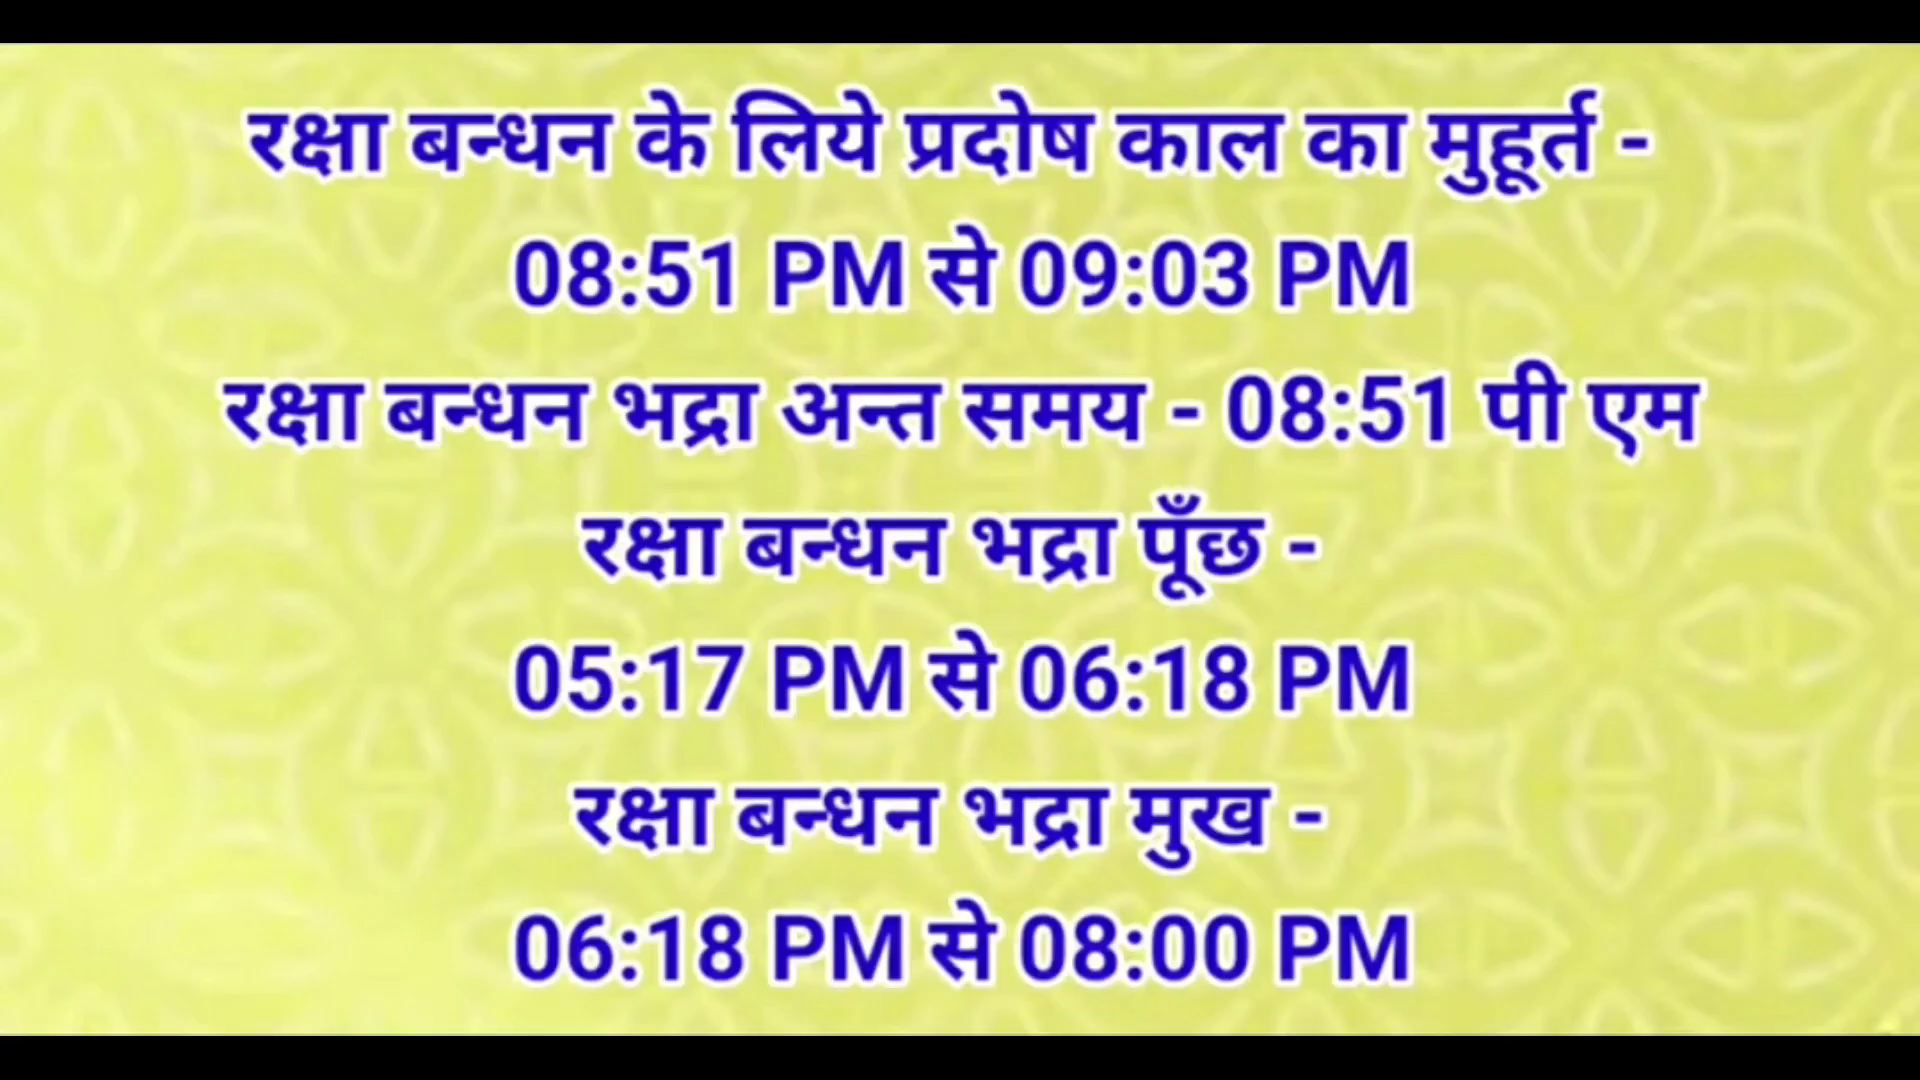 रक्षा बन्धन के लिये प्रदोष काल का मुहूर्त -
08:51 PM से 09:03 PM
रक्षा बन्धन भद्रा अन्त समय - 08:51 पी एम
रक्षा बन्धन भद्रा पूँछ -
05:17 PM से 06:18 PM
रक्षा बन्धन भद्रा मुख -
06:18 PM से 08:00 PM